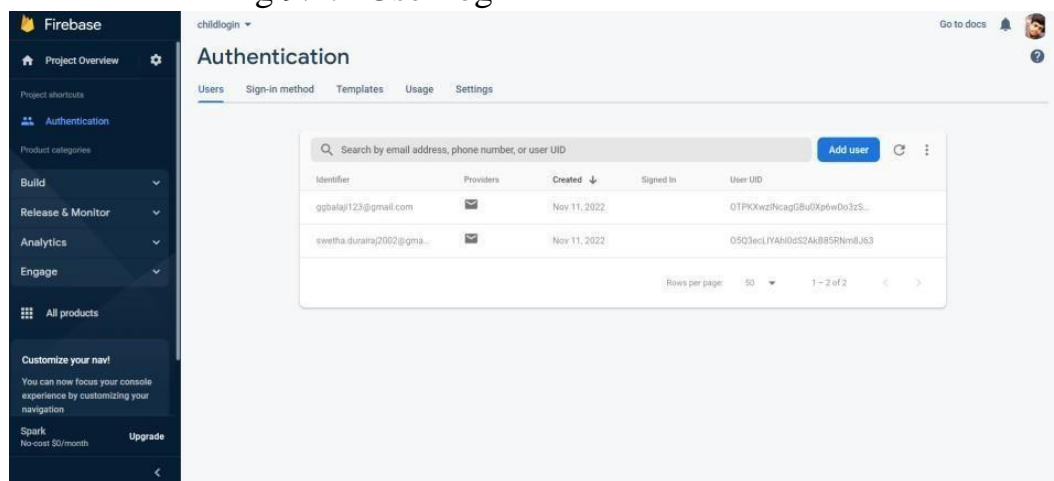 Firebase
childlogin
Go to docs
Project Overview
Authentication
Project shortcuts
Users Sign-in method Templates Usage Settings
Authentication
Product categories
Search by email address, phone number, or user UID
Add user
Identifier Providers Created Signed In User UID
Build
ggbalaji123@gmail.com Nov 11, 2022
Release & Monitor
Analytics
swetha.durairaj2002@gma... Nov 11, 2022
Engage
Rows per page: 50 1 – 2 of 2
All products
Customize your nav!
You can now focus your console
experience by customizing your
navigation
Spark
No-cost $0/month
Upgrade